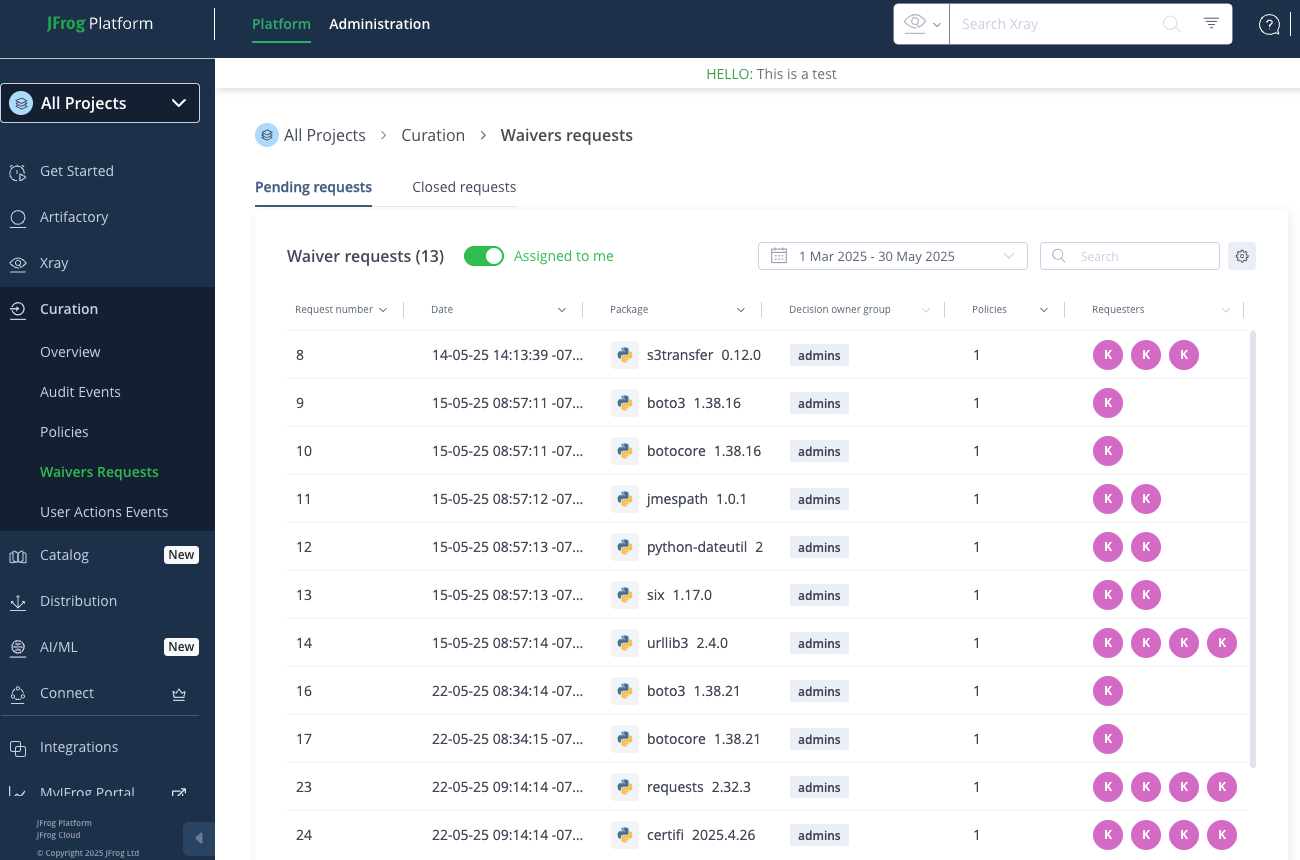 JFrog Platform
Platform Administration
Search Xray
HELLO: This is a test
All Projects
Get Started
Artifactory
Xray
Curation
Overview
Audit Events
Policies
Waivers Requests
User Actions Events
Catalog New
Distribution
AI/ML New
Connect
Integrations
MyJFrog Portal
JFrog Platform
JFrog Cloud
© Copyright 2025 JFrog Ltd
All Projects > Curation > Waivers requests
Pending requests Closed requests
Waiver requests (13) Assigned to me 1 Mar 2025 - 30 May 2025 Search
Request number Date Package Decision owner group Policies Requesters
8 14-05-25 14:13:39 -07... s3transfer 0.12.0 admins 1 K K K
9 15-05-25 08:57:11 -07... boto3 1.38.16 admins 1 K
10 15-05-25 08:57:11 -07... botocore 1.38.16 admins 1 K
11 15-05-25 08:57:12 -07... jmespath 1.0.1 admins 1 K K
12 15-05-25 08:57:13 -07... python-dateutil 2 admins 1 K K
13 15-05-25 08:57:13 -07... six 1.17.0 admins 1 K K
14 15-05-25 08:57:14 -07... urllib3 2.4.0 admins 1 K K K K
16 22-05-25 08:34:14 -07... boto3 1.38.21 admins 1 K
17 22-05-25 08:34:15 -07... botocore 1.38.21 admins 1 K
23 22-05-25 09:14:14 -07... requests 2.32.3 admins 1 K K K K
24 22-05-25 09:14:14 -07... certifi 2025.4.26 admins 1 K K K K